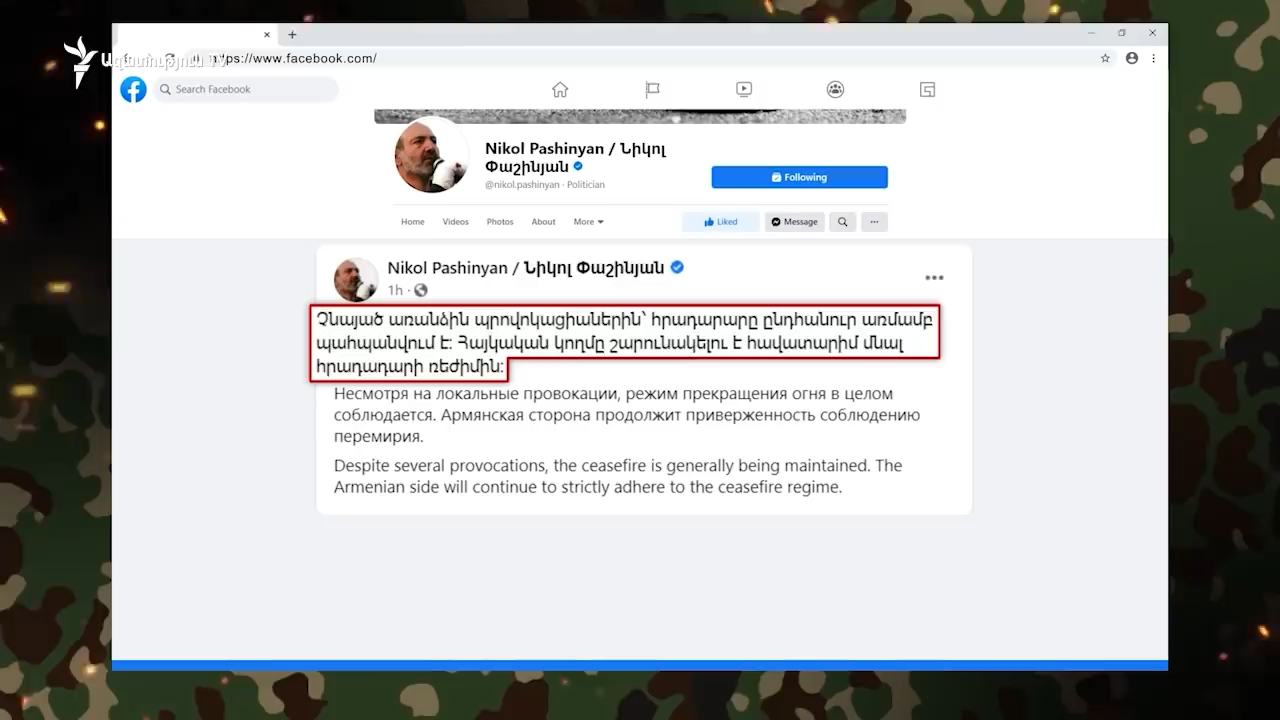 Ազատություն TV
https://www.facebook.com/
Search Facebook
Nikol Pashinyan / Նիկոլ
Փաշինյան
@nikol.pashinyan · Politician
Following
Home Videos Photos About More
Liked Message
Nikol Pashinyan / Նիկոլ Փաշինյան
1h ·
Չնայած առանձին պրովոկացիաներին՝ հրադարարը ընդհանուր առմամբ
պահպանվում է։ Հայկական կողմը շարունակելու է հավատարիմ մնալ
հրադադարի ռեժիմին։
Несмотря на локальные провокации, режим прекращения огня в целом
соблюдается. Армянская сторона продолжит приверженность соблюдению
перемирия.
Despite several provocations, the ceasefire is generally being maintained. The
Armenian side will continue to strictly adhere to the ceasefire regime.